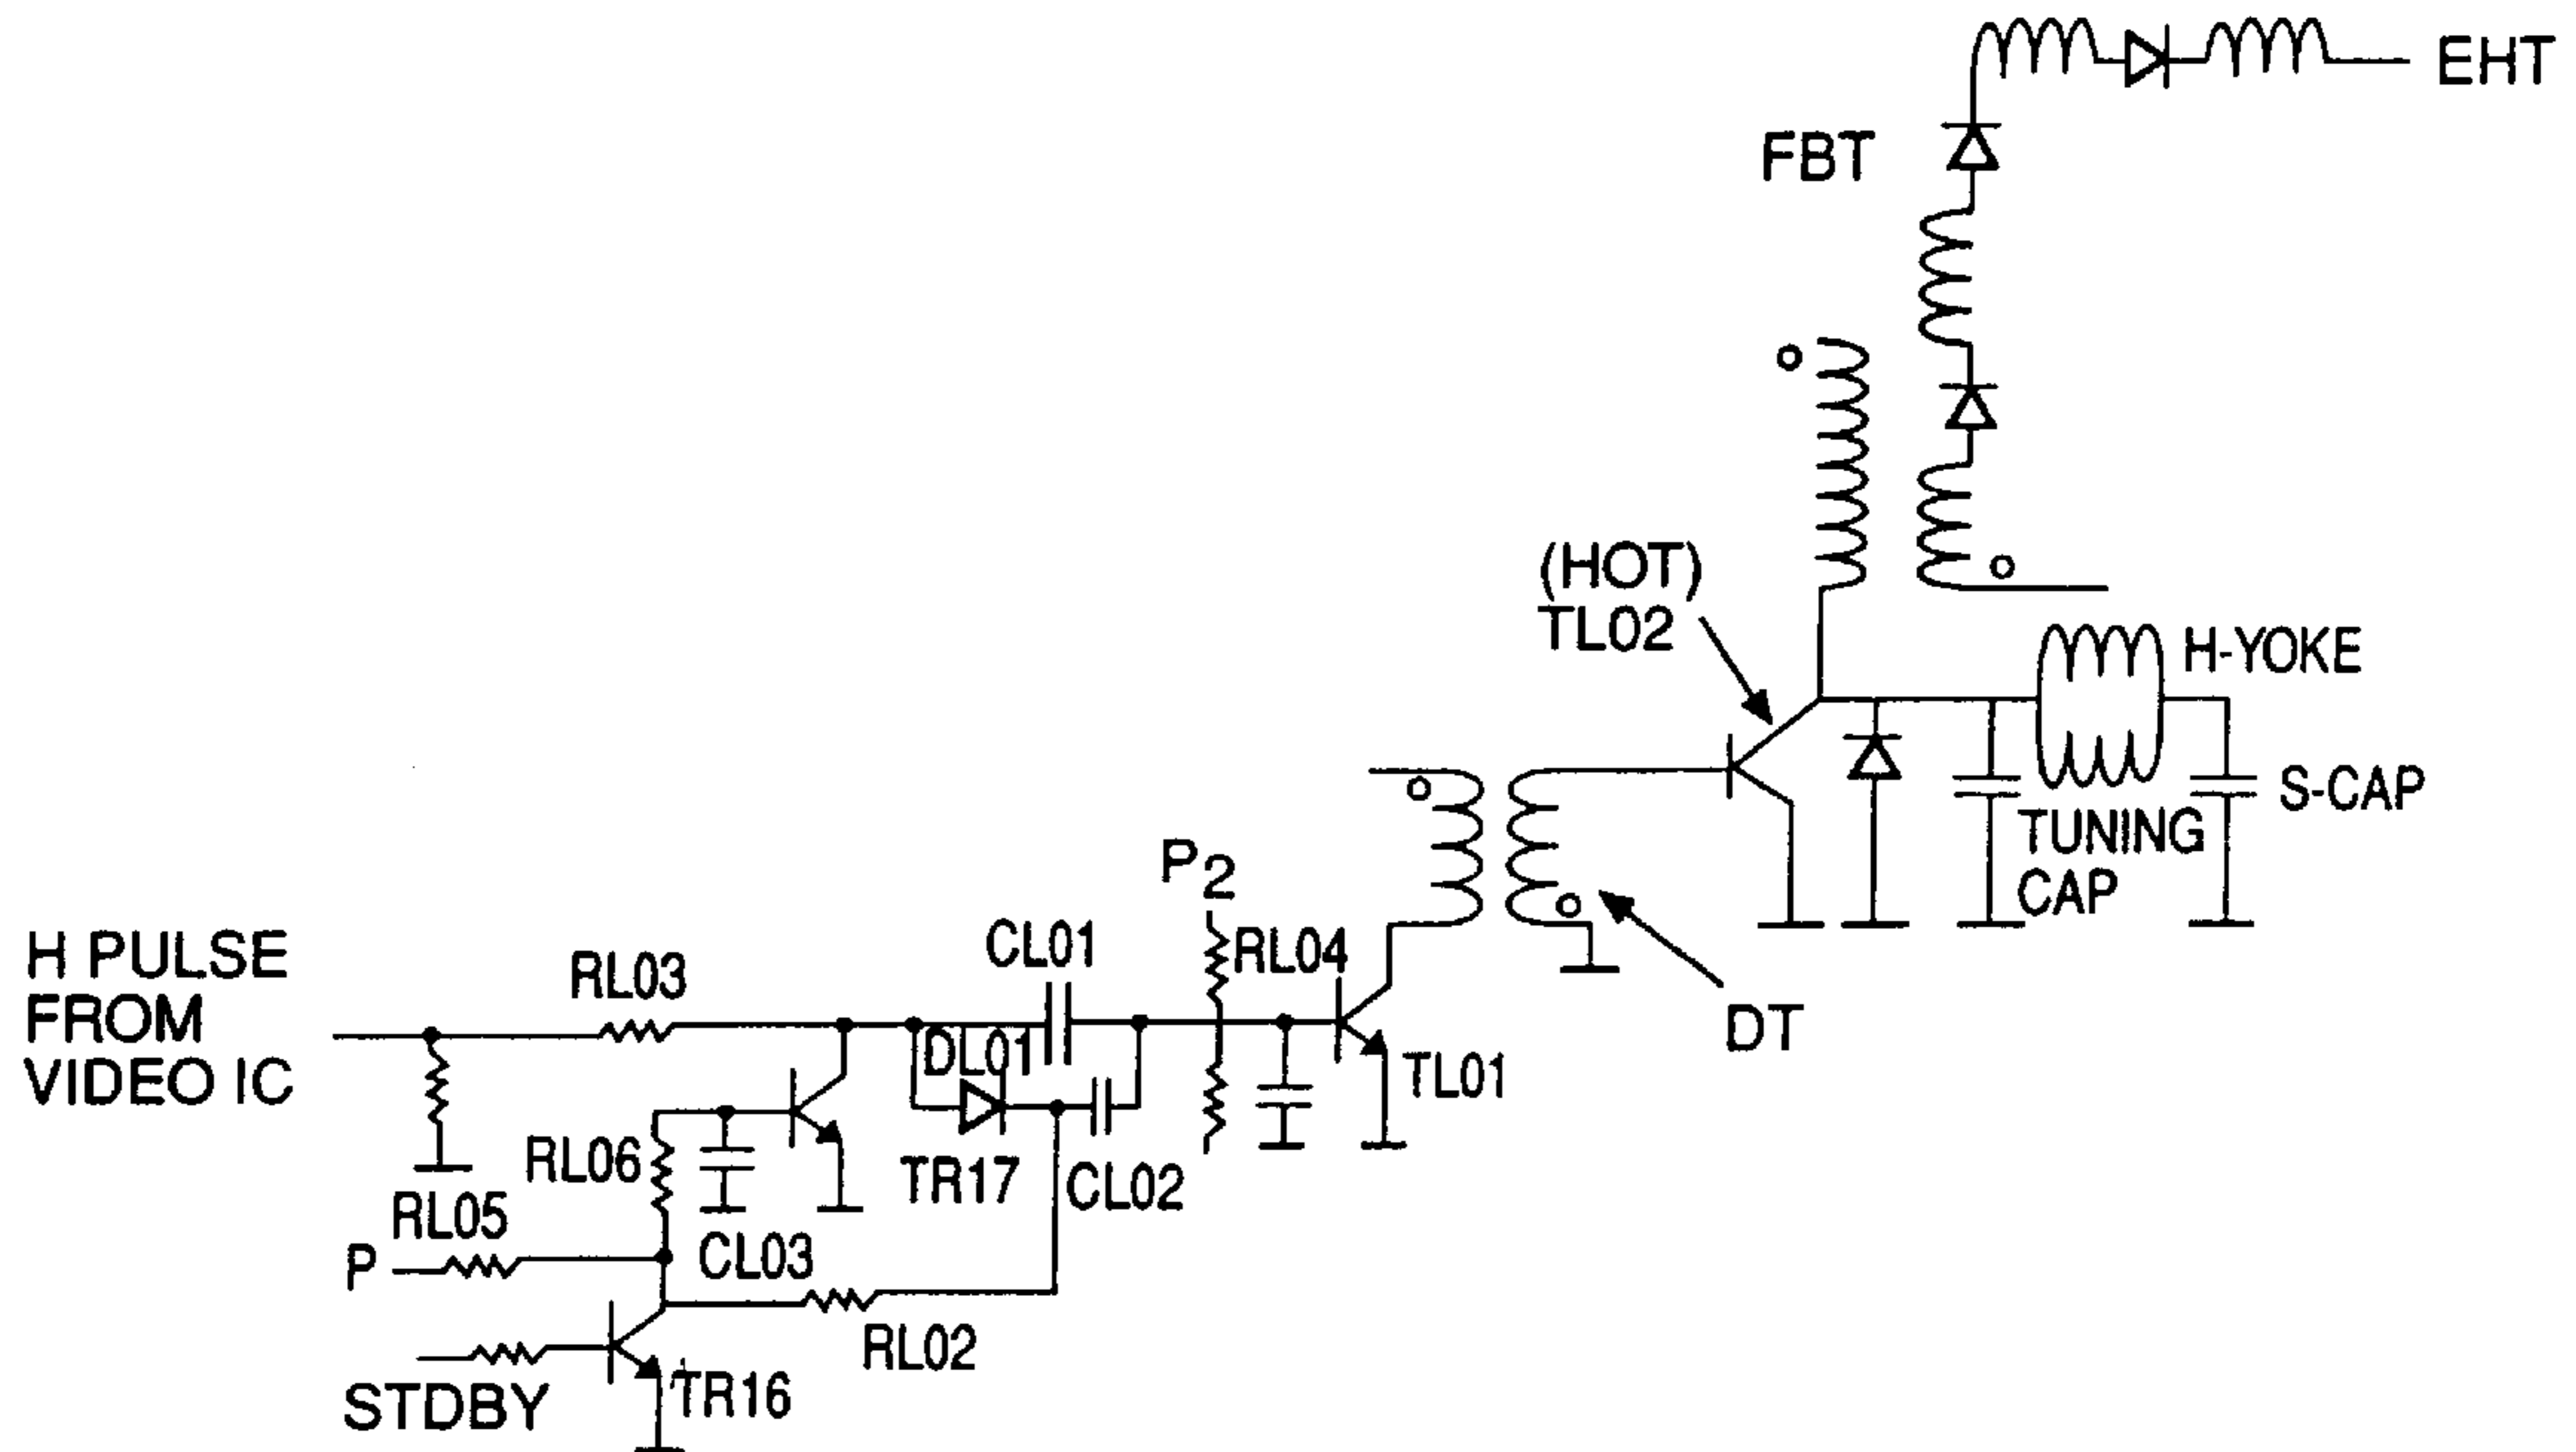 EHT
FBT
(HOT)
TL02
H-YOKE
S-CAP
TUNING
CAP
P2
RL04
CL01
H PULSE
FROM
VIDEO IC
RL03
DL01
DT
TL01
RL06
TR17
CL02
RL05
P
CL03
RL02
STDBY
TR16